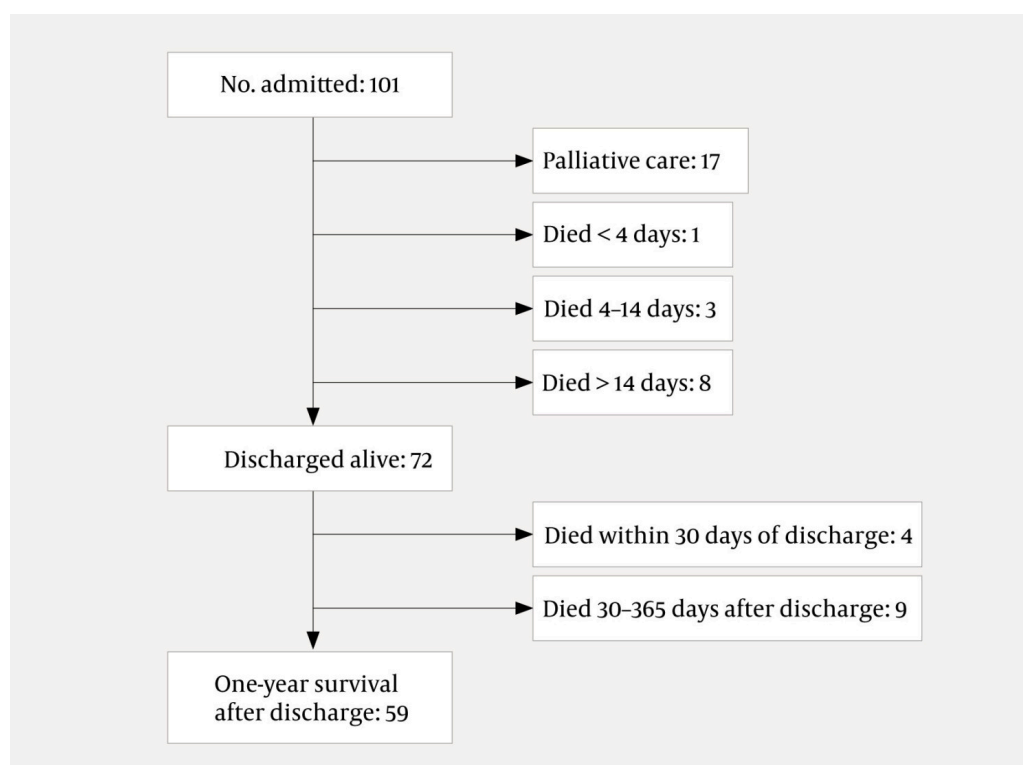 No. admitted: 101
Palliative care: 17
Died < 4 days: 1
Died 4–14 days: 3
Died > 14 days: 8
Discharged alive: 72
Died within 30 days of discharge: 4
Died 30–365 days after discharge: 9
One-year survival
after discharge: 59